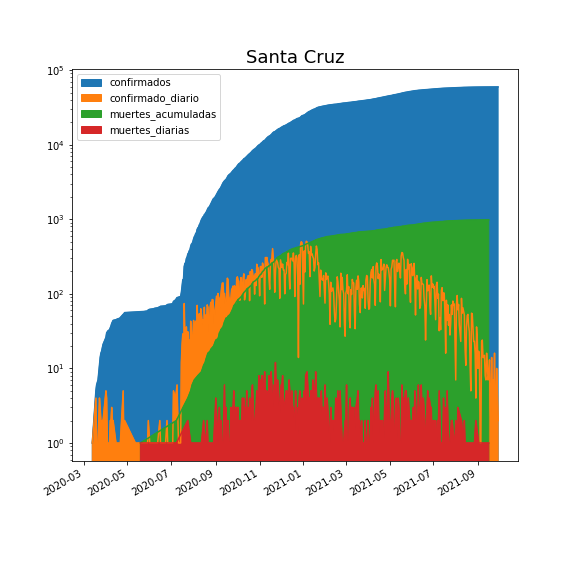 Santa Cruz
confirmados
confirmado_diario
muertes_acumuladas
muertes_diarias
10^5
10^4
10^3
10^2
10^1
10^0
2020-03 2020-05 2020-07 2020-09 2020-11 2021-01 2021-03 2021-05 2021-07 2021-09